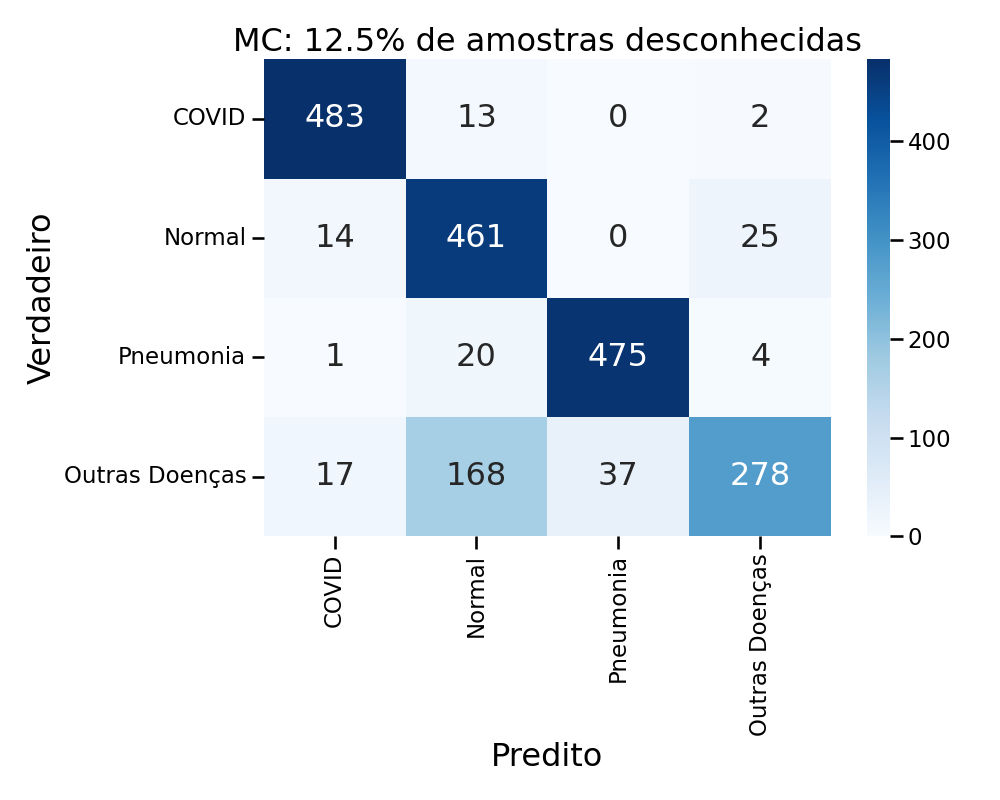 MC: 12.5% de amostras desconhecidas
Verdadeiro
COVID 483 13 0 2
Normal 14 461 0 25
Pneumonia 1 20 475 4
Outras Doenças 17 168 37 278
COVID Normal Pneumonia Outras Doenças
Predito
400
300
200
100
0